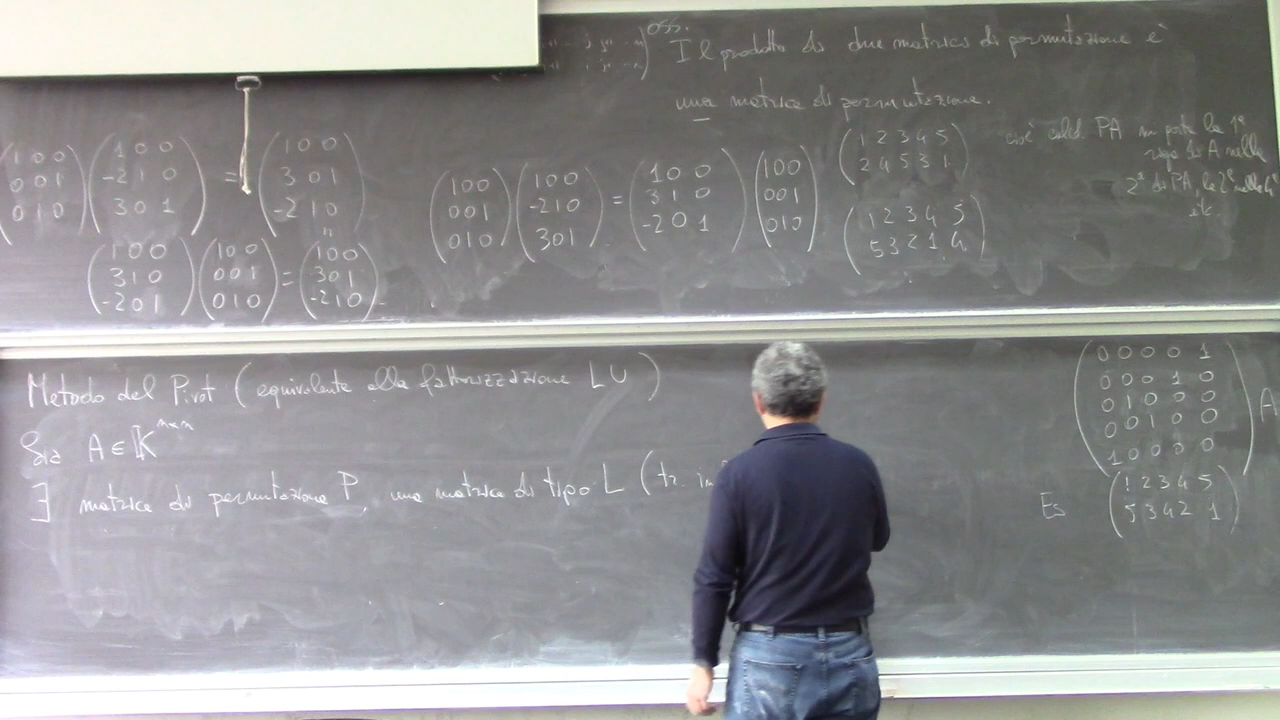 Oss.
Il prodotto di due matrici di permutazione è
una matrice di permutazione.
(1 0 0 (1 0 0 ) = (1 0 0
0 0 1 -2 1 0 3 0 1
0 1 0) 3 0 1) -2 1 0)
"
(1 0 0 (1 0 0 = (1 0 0
3 1 0 0 0 1 3 0 1
-2 0 1) 0 1 0) -2 1 0)
(1 0 0 (1 0 0 = (1 0 0 (1 0 0
0 0 1 -2 1 0 3 1 0 0 0 1
0 1 0) 3 0 1) -2 0 1) 0 1 0)
(1 2 3 4 5
2 4 5 3 1)
(1 2 3 4 5
5 3 2 1 4)
PA porta la 1ª
riga di A nella
2ª di PA, la 2ª nella 4ª
etc.
Metodo del Pivot (equivalente alla fattorizzazione LU)
Sia A ∈ K^{n×n}
∃ matrice di permutazione P, una matrice di tipo L (tr. in
(0 0 0 0 1
0 0 0 1 0
0 1 0 0 0
0 0 1 0 0
1 0 0 0 0) A
Es (1 2 3 4 5
5 3 4 2 1)